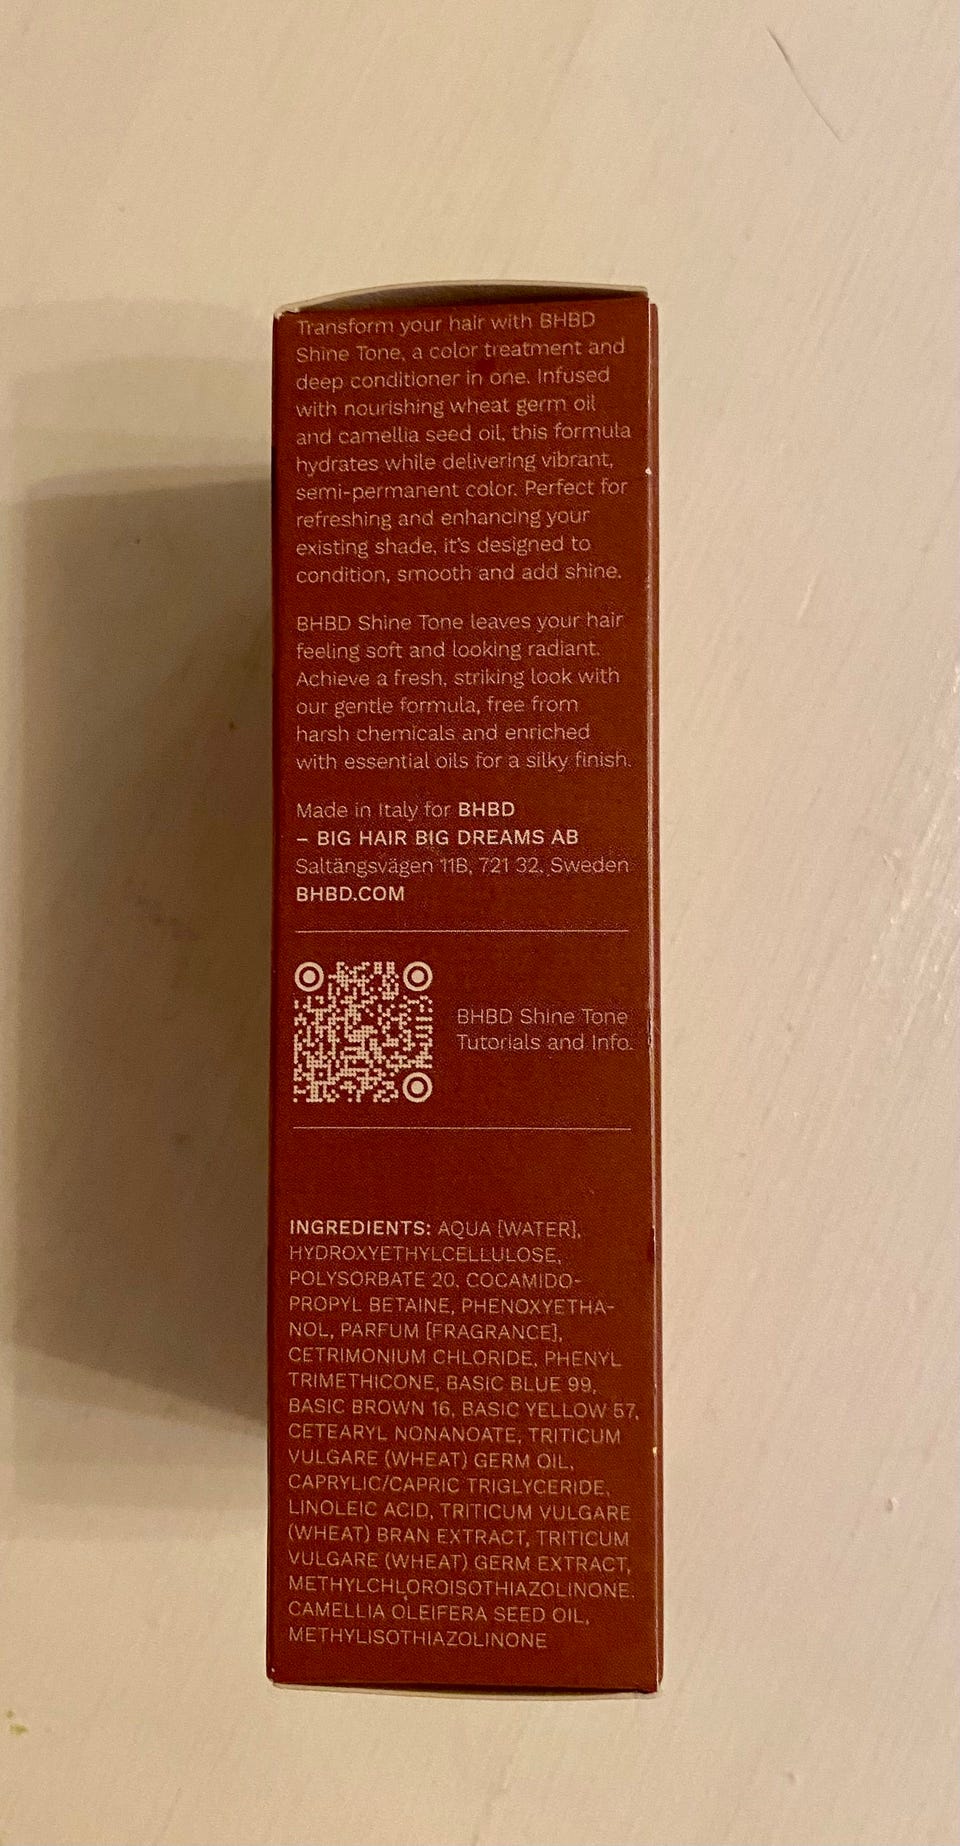 Transform your hair with BHBD
Shine Tone, a color treatment and
deep conditioner in one. Infused
with nourishing wheat germ oil
and camellia seed oil, this formula
hydrates while delivering vibrant,
semi-permanent color. Perfect for
refreshing and enhancing your
existing shade, it's designed to
condition, smooth and add shine.
BHBD Shine Tone leaves your hair
feeling soft and looking radiant.
Achieve a fresh, striking look with
our gentle formula, free from
harsh chemicals and enriched
with essential oils for a silky finish.
Made in Italy for BHBD
– BIG HAIR BIG DREAMS AB
Saltängsvägen 11B, 721 32, Sweden
BHBD.COM
BHBD Shine Tone
Tutorials and Info.
INGREDIENTS: AQUA [WATER],
HYDROXYETHYLCELLULOSE,
POLYSORBATE 20, COCAMIDO-
PROPYL BETAINE, PHENOXYETHA-
NOL, PARFUM [FRAGRANCE],
CETRIMONIUM CHLORIDE, PHENYL
TRIMETHICONE, BASIC BLUE 99,
BASIC BROWN 16, BASIC YELLOW 57,
CETEARYL NONANOATE, TRITICUM
VULGARE (WHEAT) GERM OIL,
CAPRYLIC/CAPRIC TRIGLYCERIDE,
LINOLEIC ACID, TRITICUM VULGARE
(WHEAT) BRAN EXTRACT, TRITICUM
VULGARE (WHEAT) GERM EXTRACT,
METHYLCHLOROISOTHIAZOLINONE,
CAMELLIA OLEIFERA SEED OIL,
METHYLISOTHIAZOLINONE